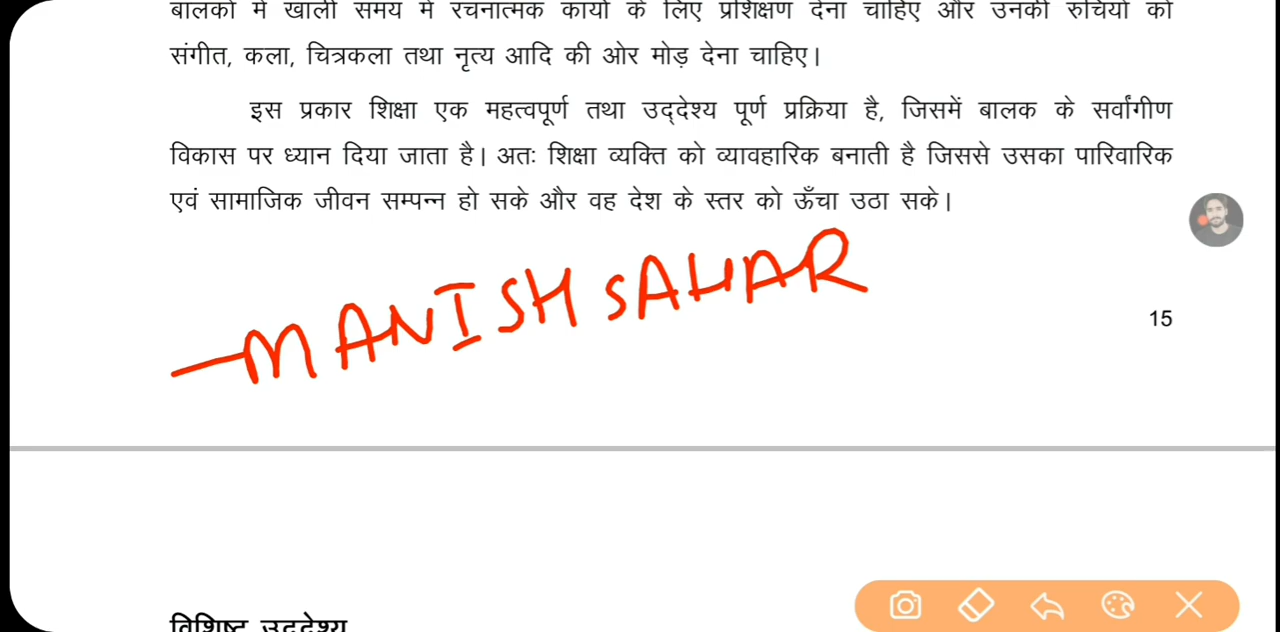 बालकों में खाली समय में रचनात्मक कार्यों के लिए प्रशिक्षण देना चाहिए और उनकी रुचियों को
संगीत, कला, चित्रकला तथा नृत्य आदि की ओर मोड़ देना चाहिए।
इस प्रकार शिक्षा एक महत्वपूर्ण तथा उद्देश्य पूर्ण प्रक्रिया है, जिसमें बालक के सर्वांगीण
विकास पर ध्यान दिया जाता है। अतः शिक्षा व्यक्ति को व्यावहारिक बनाती है जिससे उसका पारिवारिक
एवं सामाजिक जीवन सम्पन्न हो सके और वह देश के स्तर को ऊँचा उठा सके।
MANISH SAHAR
15
विशिष्ट उद्देश्य